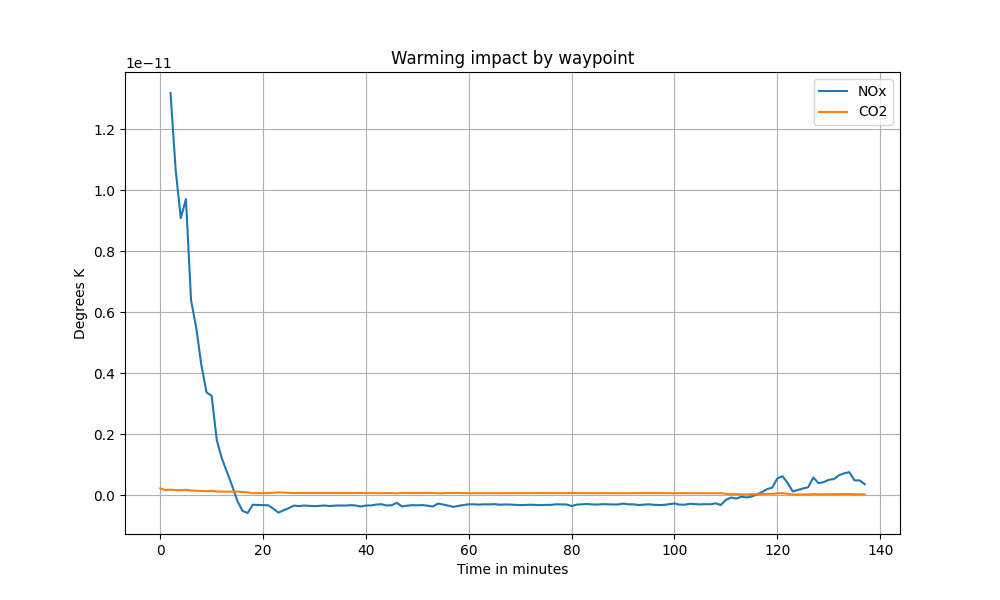 Warming impact by waypoint
1e−11
NOx
CO2
1.2
1.0
0.8
0.6
0.4
0.2
0.0
Degrees K
0 20 40 60 80 100 120 140
Time in minutes